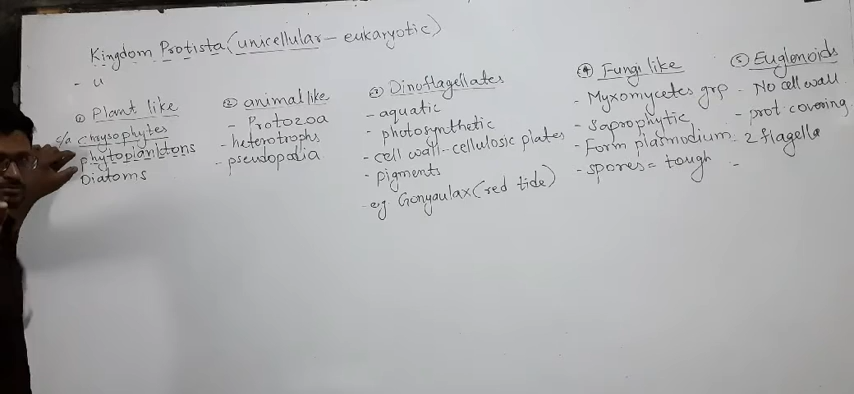 Kingdom Protista (unicellular - eukaryotic)
- u
① Plant like
c/a chrysophytes
phytoplanktons
Diatoms
② animal like
- Protozoa
- heterotrophs
- pseudopodia
③ Dinoflagellates
- aquatic
- photosynthetic
- cell wall - cellulosic plates
- pigments
- eg Gonyaulax (red tide)
④ Fungi like
- Myxomycetes grp
- Saprophytic
- Form plasmodium
- spores = tough
⑤ Euglenoids
- No cell wall
- prot. covering
- 2 flagella
-